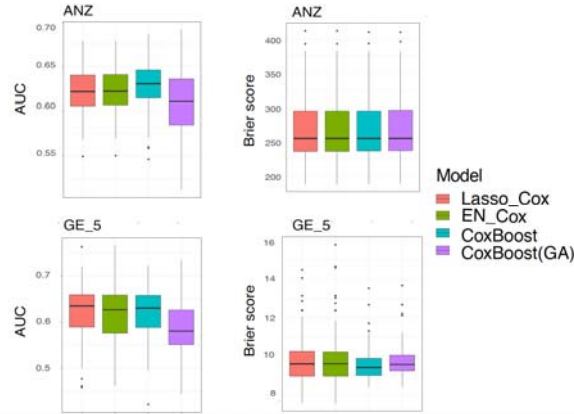 ANZ
AUC
0.70
0.65
0.60
0.55
Brier score
400
350
300
250
200
Model
Lasso_Cox
EN_Cox
CoxBoost
CoxBoost(GA)
GE_5
AUC
0.7
0.6
0.5
GE_5
Brier score
16
14
12
10
8